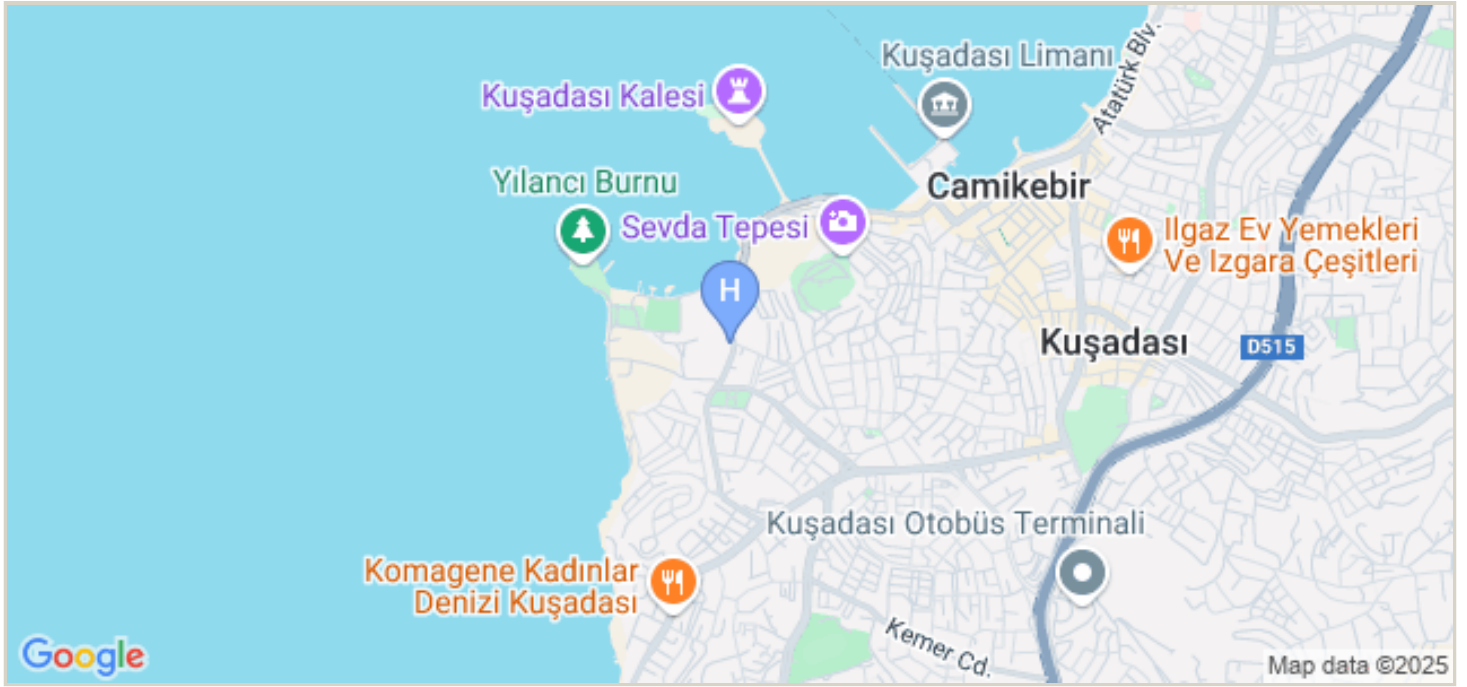 Atatürk Blv.
Kuşadası Limanı
Kuşadası Kalesi
Yılancı Burnu
Camikebir
Sevda Tepesi
Ilgaz Ev Yemekleri
Ve Izgara Çeşitleri
H
Kuşadası
D515
Kuşadası Otobüs Terminali
Komagene Kadınlar
Denizi Kuşadası
Kemer Cd.
Google
Map data ©2025